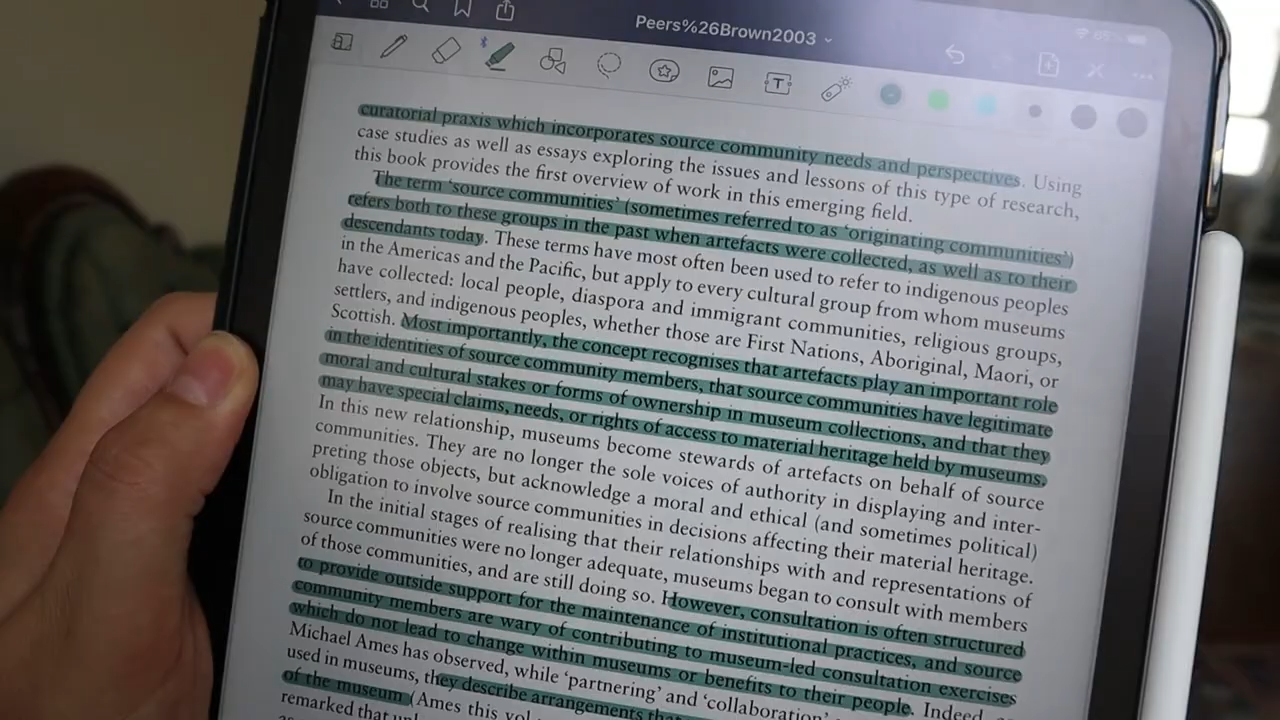 Peers%26Brown2003
85%
T
curatorial praxis which incorporates source community needs and perspectives. Using
case studies as well as essays exploring the issues and lessons of this type of research,
this book provides the first overview of work in this emerging field.
The term ‘source communities’ (sometimes referred to as ‘originating communities’)
refers both to these groups in the past when artefacts were collected, as well as to their
descendants today. These terms have most often been used to refer to indigenous peoples
in the Americas and the Pacific, but apply to every cultural group from whom museums
have collected: local people, diaspora and immigrant communities, religious groups,
settlers, and indigenous peoples, whether those are First Nations, Aboriginal, Maori, or
Scottish. Most importantly, the concept recognises that artefacts play an important role
in the identities of source community members, that source communities have legitimate
moral and cultural stakes or forms of ownership in museum collections, and that they
may have special claims, needs, or rights of access to material heritage held by museums.
In this new relationship, museums become stewards of artefacts on behalf of source
communities. They are no longer the sole voices of authority in displaying and inter-
preting those objects, but acknowledge a moral and ethical (and sometimes political)
obligation to involve source communities in decisions affecting their material heritage.
In the initial stages of realising that their relationships with and representations of
source communities were no longer adequate, museums began to consult with members
of those communities, and are still doing so. However, consultation is often structured
to provide outside support for the maintenance of institutional practices, and source
community members are wary of contributing to museum-led consultation exercises
which do not lead to change within museums or benefits to their people. Indeed, as
Michael Ames has observed, while ‘partnering’ and ‘collaboration’
used in museums, they describe arrangements that
of the museum (Ames this vol
remarked that